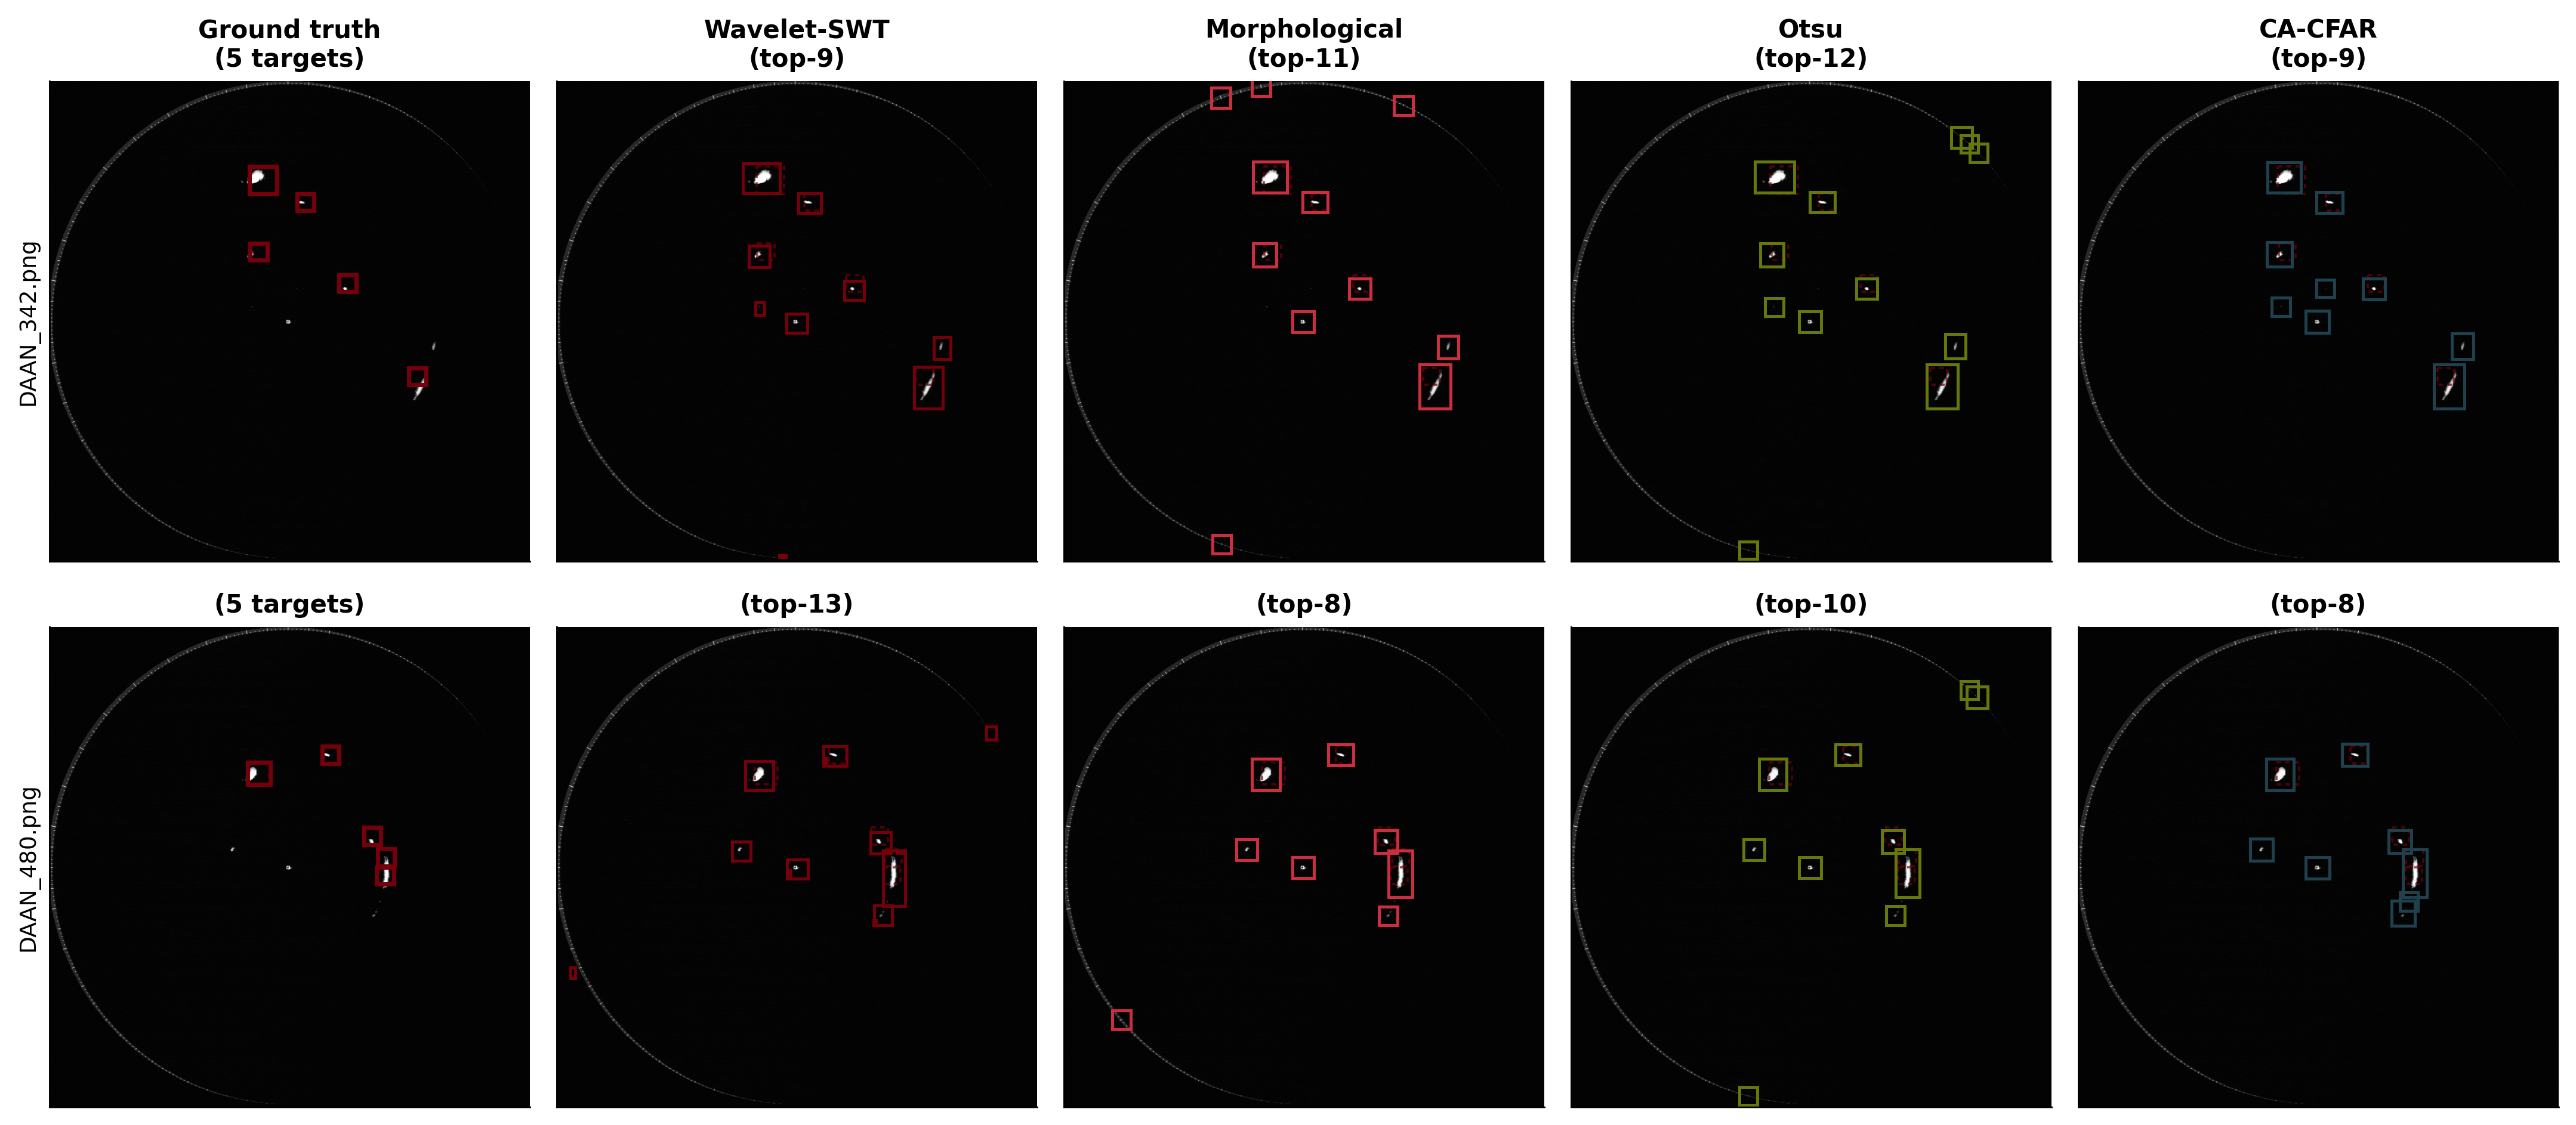 Ground truth
(5 targets)
Wavelet-SWT
(top-9)
Morphological
(top-11)
Otsu
(top-12)
CA-CFAR
(top-9)
DAAN_342.png
(5 targets)
(top-13)
(top-8)
(top-10)
(top-8)
DAAN_480.png